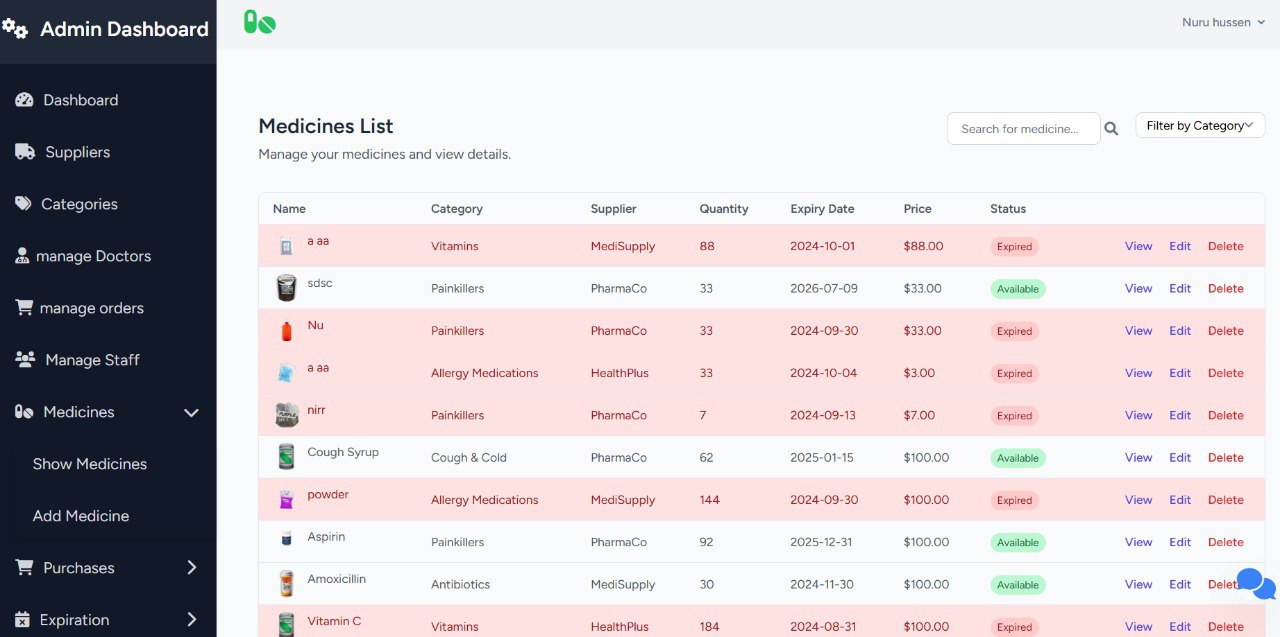 Admin Dashboard
Nuru hussen
Dashboard
Suppliers
Categories
manage Doctors
manage orders
Manage Staff
Medicines
Show Medicines
Add Medicine
Purchases
Expiration
Medicines List
Manage your medicines and view details.
Search for medicine...
Filter by Category
Name Category Supplier Quantity Expiry Date Price Status
a aa Vitamins MediSupply 88 2024-10-01 $88.00 Expired View Edit Delete
sdsc Painkillers PharmaCo 33 2026-07-09 $33.00 Available View Edit Delete
Nu Painkillers PharmaCo 33 2024-09-30 $33.00 Expired View Edit Delete
a aa Allergy Medications HealthPlus 33 2024-10-04 $3.00 Expired View Edit Delete
nirr Painkillers PharmaCo 7 2024-09-13 $7.00 Expired View Edit Delete
Cough Syrup Cough & Cold PharmaCo 62 2025-01-15 $100.00 Available View Edit Delete
powder Allergy Medications MediSupply 144 2024-09-30 $100.00 Expired View Edit Delete
Aspirin Painkillers PharmaCo 92 2025-12-31 $100.00 Available View Edit Delete
Amoxicillin Antibiotics MediSupply 30 2024-11-30 $100.00 Available View Edit Delete
Vitamin C Vitamins HealthPlus 184 2024-08-31 $100.00 Expired View Edit Delete